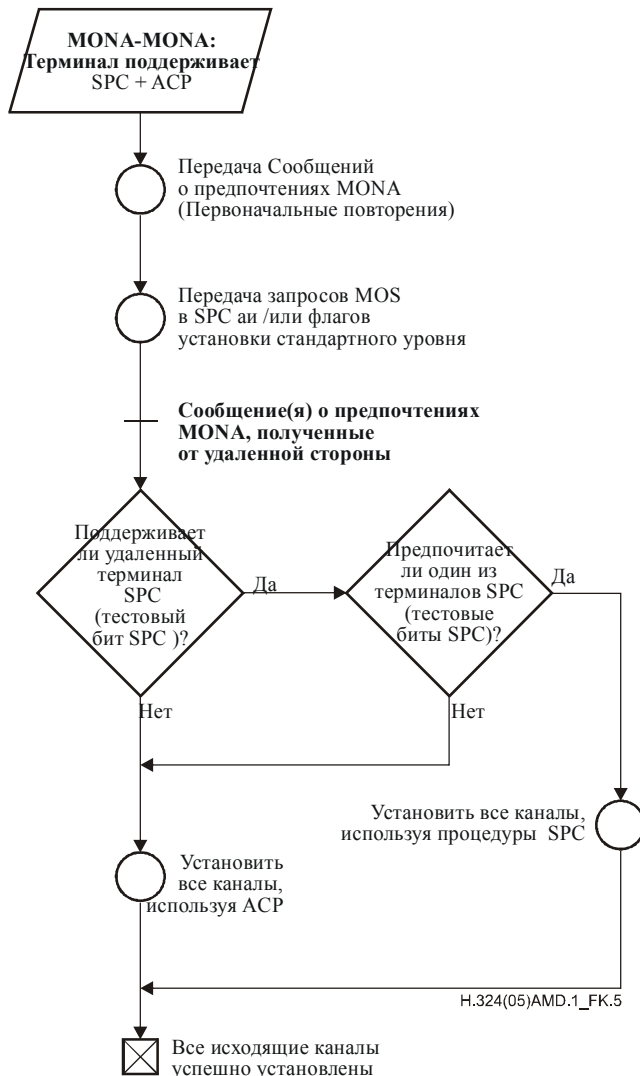 MONA-MONA:
Терминал поддерживает
SPC + ACP
Передача Сообщений
о предпочтениях MONA
(Первоначальные повторения)
Передача запросов MOS
в SPC аи /или флагов
установки стандартного уровня
Сообщение(я) о предпочтениях
MONA, полученные
от удаленной стороны
Поддерживает
ли удаленный
терминал
SPC
(тестовый
бит SPC )?
Да
Предпочитает
ли один из
терминалов SPC
(тестовые
биты SPC)?
Да
Нет
Нет
Установить все каналы,
используя процедуры SPC
Установить
все каналы,
используя ACP
H.324(05)AMD.1_FK.5
Все исходящие каналы
успешно установлены